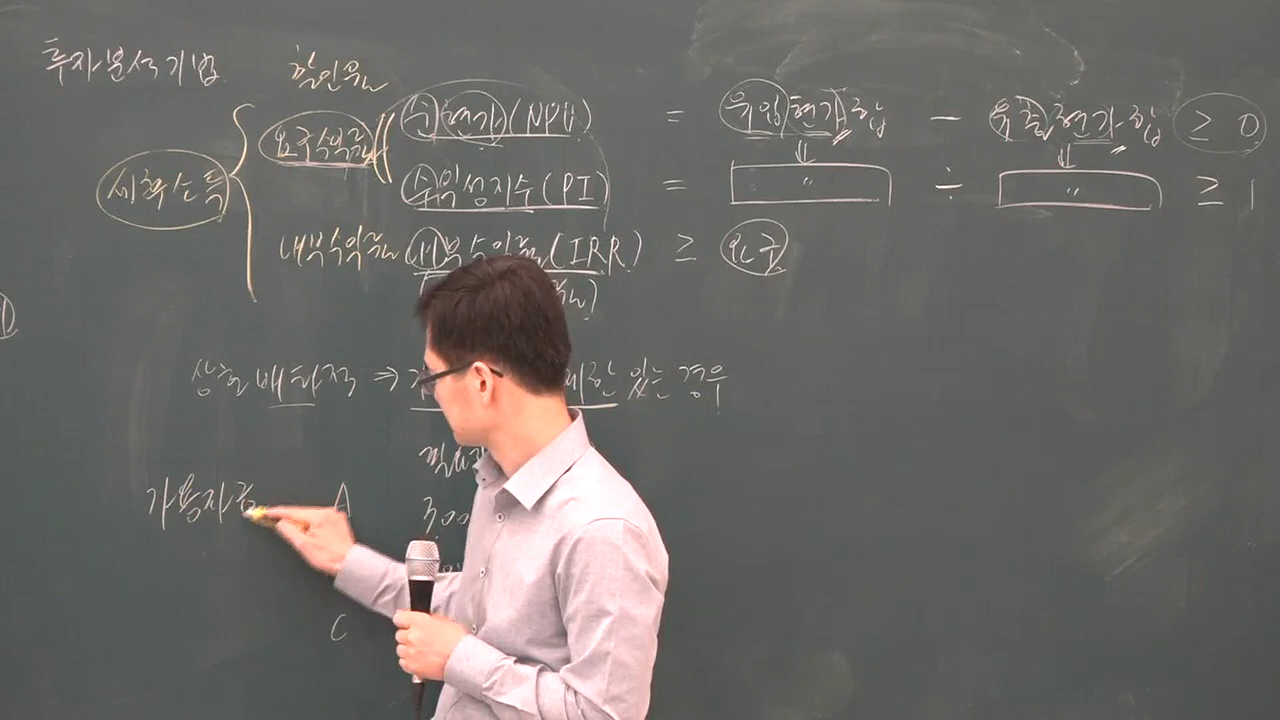 투자분석기법 할인율
요구수익률 순현가(NPV) = 유입현가합 - 유출현가합 ≥ 0
세후소득 수익성지수(PI) = 〃 ÷ 〃 ≥ 1
내부수익률 내부수익률(IRR) ≥ 요구
상호배타적 ⇒ 제한 있는 경우
가용자금 A 3,00
C